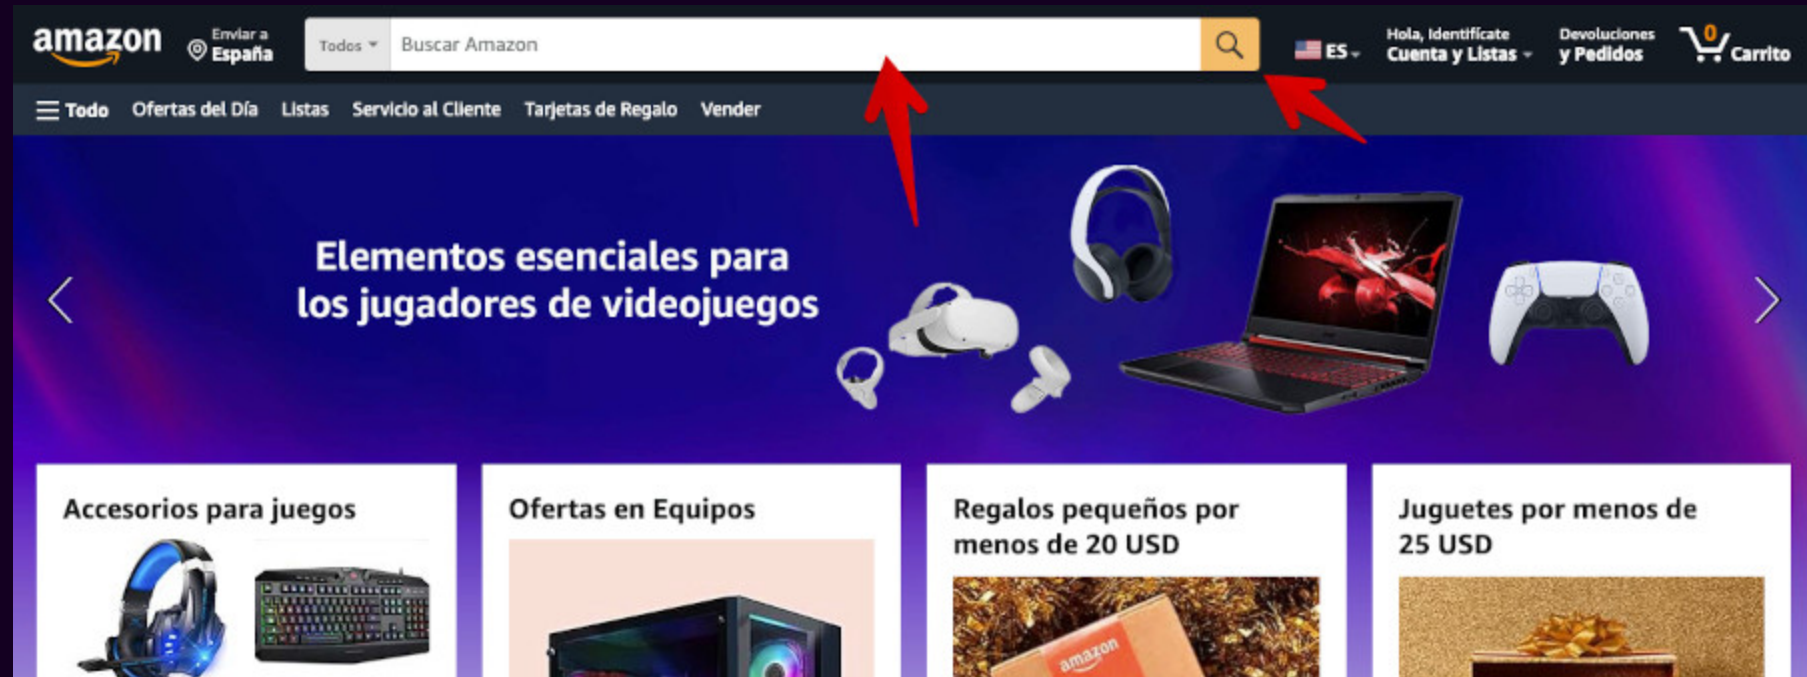 amazon
Enviar a
España
Todos
Buscar Amazon
ES
Hola, Identifícate
Cuenta y Listas
Devoluciones
y Pedidos
0
Carrito
Todo
Ofertas del Día
Listas
Servicio al Cliente
Tarjetas de Regalo
Vender
Elementos esenciales para
los jugadores de videojuegos
Accesorios para juegos
Ofertas en Equipos
Regalos pequeños por
menos de 20 USD
Juguetes por menos de
25 USD
amazon